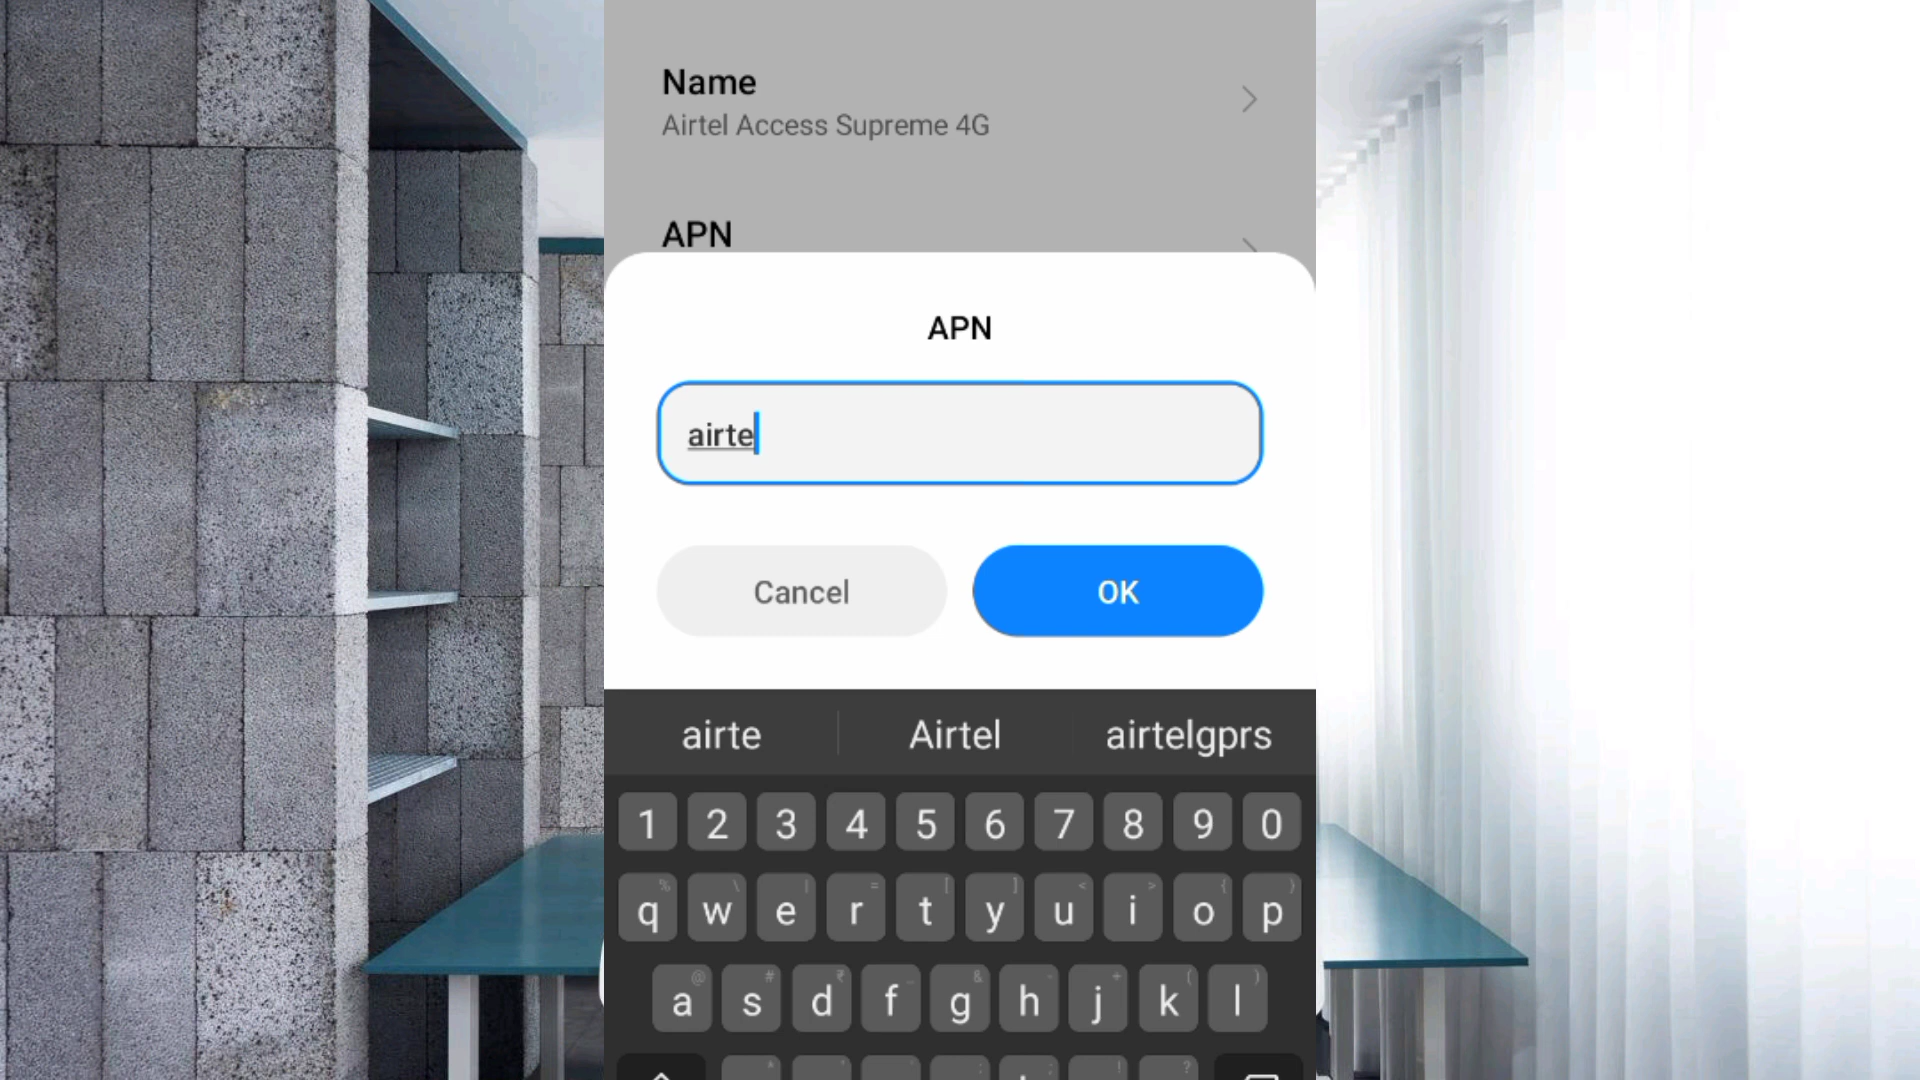 Name
Airtel Access Supreme 4G
APN
APN
airte
Cancel OK
airte Airtel airtelgprs
1 2 3 4 5 6 7 8 9 0
q w e r t y u i o p
a s d f g h j k l